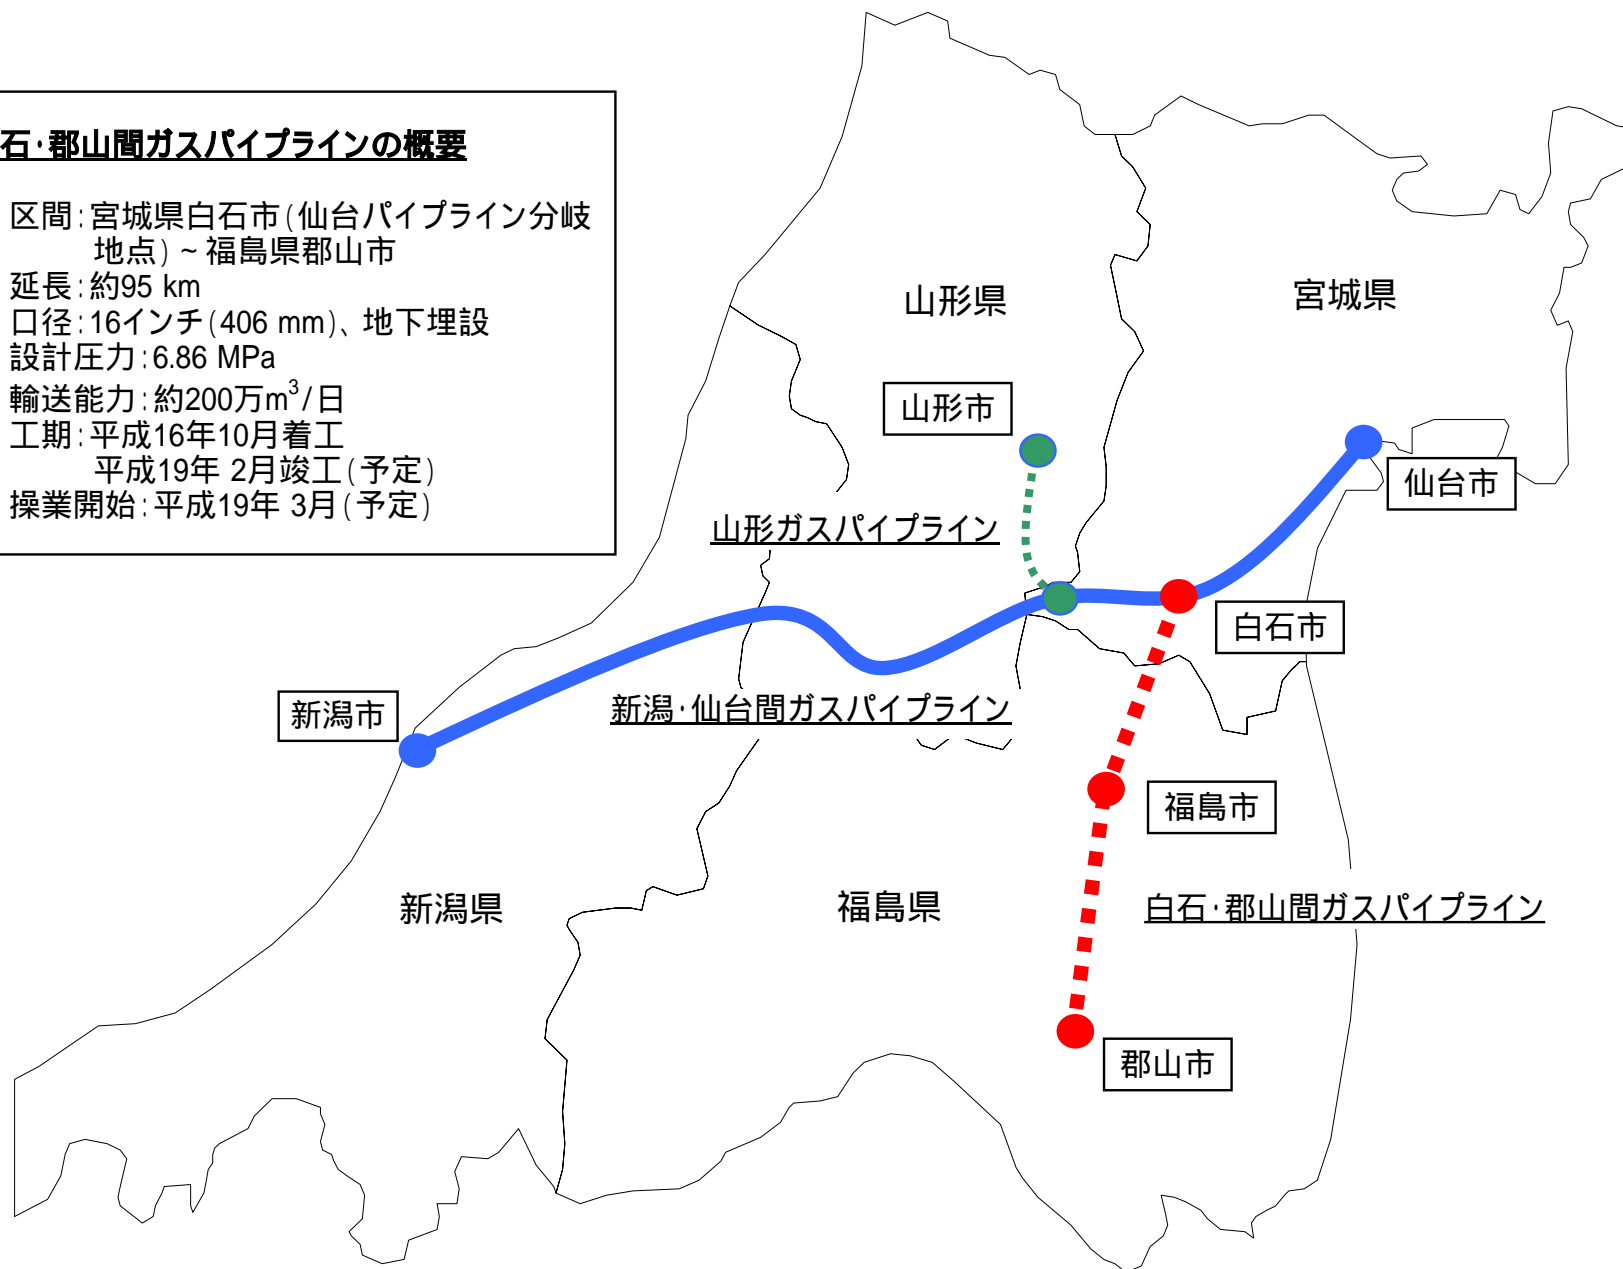 石・郡山間ガスパイプラインの概要
区間：宮城県白石市（仙台パイプライン分岐
地点）~福島県郡山市
延長：約95 km
口径：16インチ（406 mm）、地下埋設
設計圧力：6.86 MPa
輸送能力：約200万m³/日
工期：平成16年10月着工
平成19年 2月竣工（予定）
操業開始：平成19年 3月（予定）
山形県
宮城県
山形市
仙台市
山形ガスパイプライン
白石市
新潟市
新潟・仙台間ガスパイプライン
福島市
新潟県
福島県
白石・郡山間ガスパイプライン
郡山市